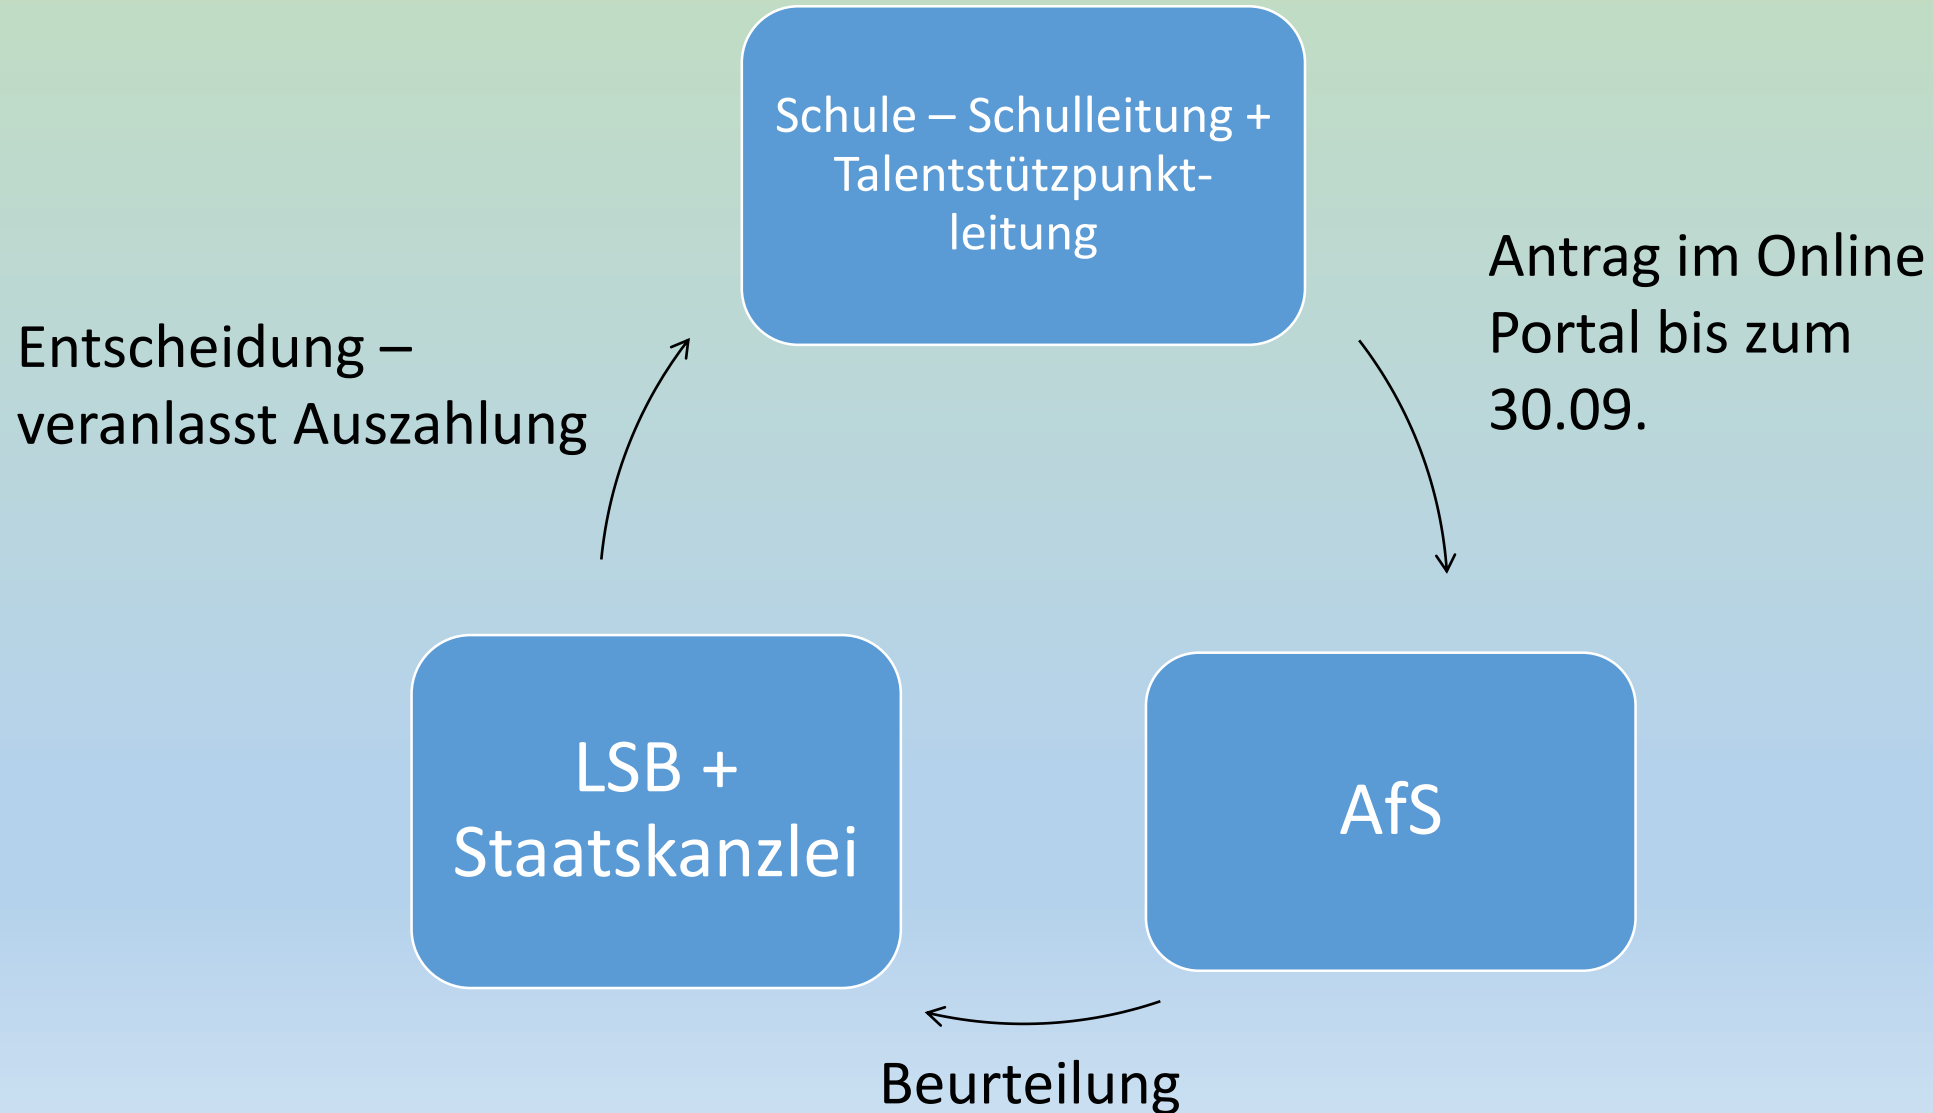 Schule – Schulleitung +
Talentstützpunkt-
leitung
Antrag im Online
Portal bis zum
30.09.
Entscheidung –
veranlasst Auszahlung
LSB +
Staatskanzlei
AfS
Beurteilung